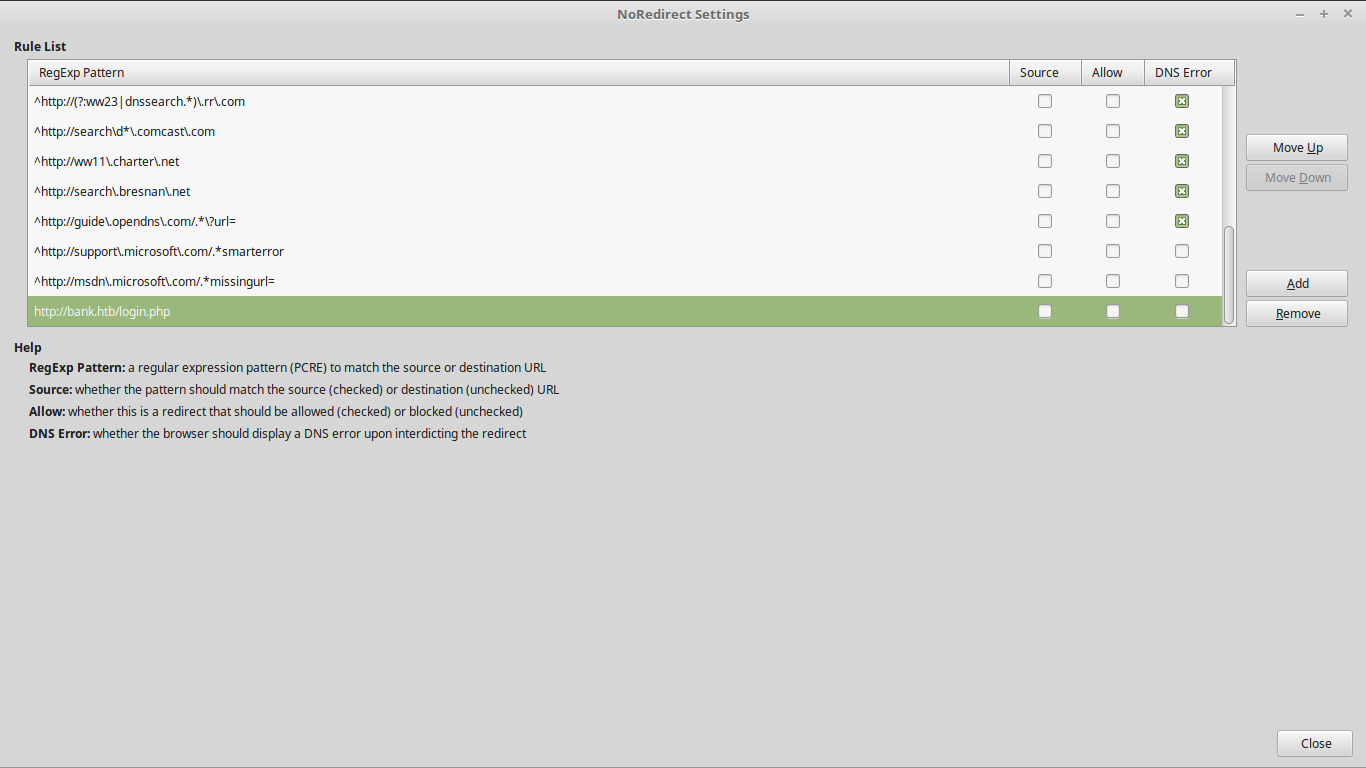 NoRedirect Settings
Rule List
RegExp Pattern Source Allow DNS Error
^http://(?:ww23|dnssearch.*)\.rr\.com
^http://search\d*\.comcast\.com
^http://ww11\.charter\.net
^http://search\.bresnan\.net
^http://guide\.opendns\.com/.*\?url=
^http://support\.microsoft\.com/.*smarterror
^http://msdn\.microsoft\.com/.*missingurl=
http://bank.htb/login.php
Move Up
Move Down
Add
Remove
Help
RegExp Pattern: a regular expression pattern (PCRE) to match the source or destination URL
Source: whether the pattern should match the source (checked) or destination (unchecked) URL
Allow: whether this is a redirect that should be allowed (checked) or blocked (unchecked)
DNS Error: whether the browser should display a DNS error upon interdicting the redirect
Close